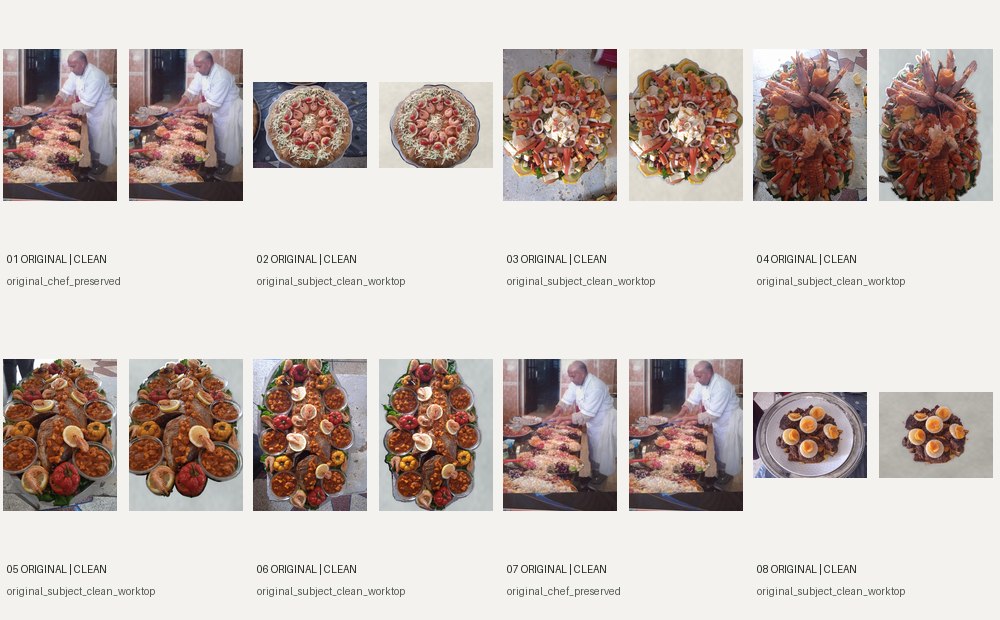 01 ORIGINAL | CLEAN
original_chef_preserved
02 ORIGINAL | CLEAN
original_subject_clean_worktop
03 ORIGINAL | CLEAN
original_subject_clean_worktop
04 ORIGINAL | CLEAN
original_subject_clean_worktop
05 ORIGINAL | CLEAN
original_subject_clean_worktop
06 ORIGINAL | CLEAN
original_subject_clean_worktop
07 ORIGINAL | CLEAN
original_chef_preserved
08 ORIGINAL | CLEAN
original_subject_clean_worktop